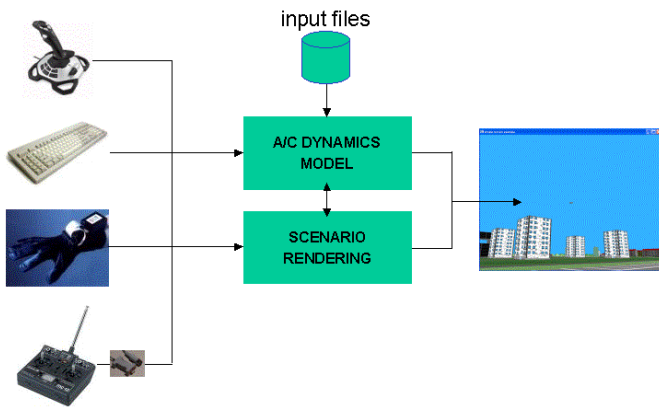 input files
A/C DYNAMICS
MODEL
SCENARIO
RENDERING